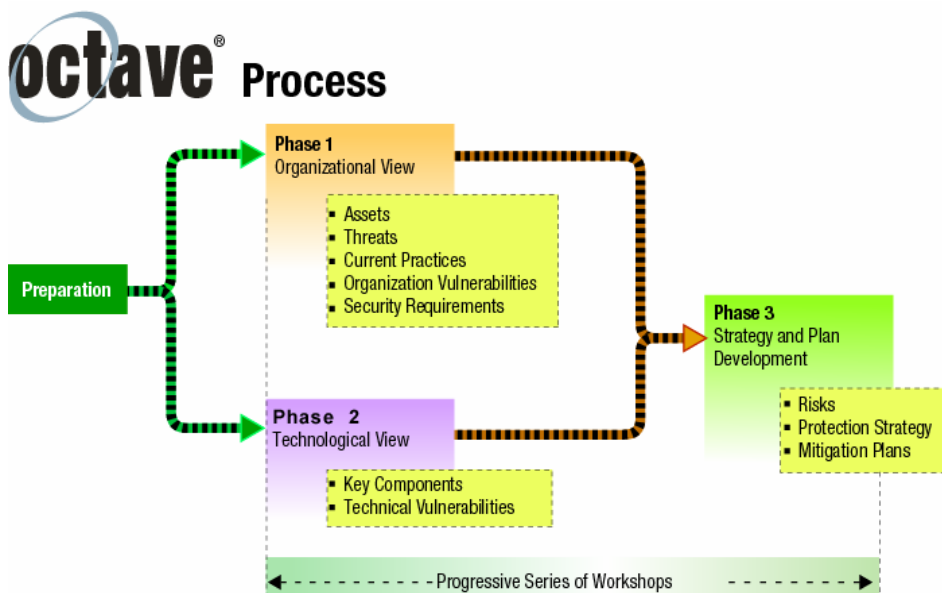 octave® Process
Phase 1
Organizational View
▪ Assets
▪ Threats
▪ Current Practices
▪ Organization Vulnerabilities
▪ Security Requirements
Preparation
Phase 3
Strategy and Plan
Development
▪ Risks
▪ Protection Strategy
▪ Mitigation Plans
Phase 2
Technological View
▪ Key Components
▪ Technical Vulnerabilities
Progressive Series of Workshops